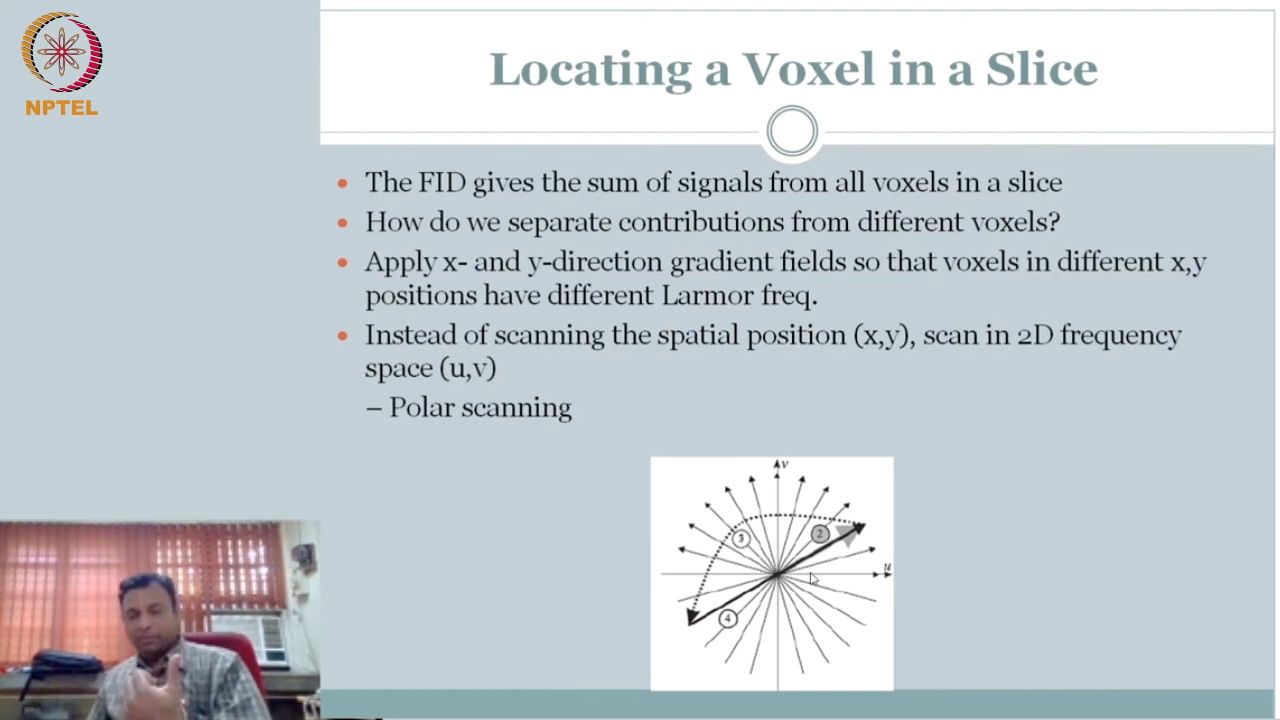 NPTEL
Locating a Voxel in a Slice
• The FID gives the sum of signals from all voxels in a slice
• How do we separate contributions from different voxels?
• Apply x- and y-direction gradient fields so that voxels in different x,y
positions have different Larmor freq.
• Instead of scanning the spatial position (x,y), scan in 2D frequency
space (u,v)
– Polar scanning
v
3
2
u
4